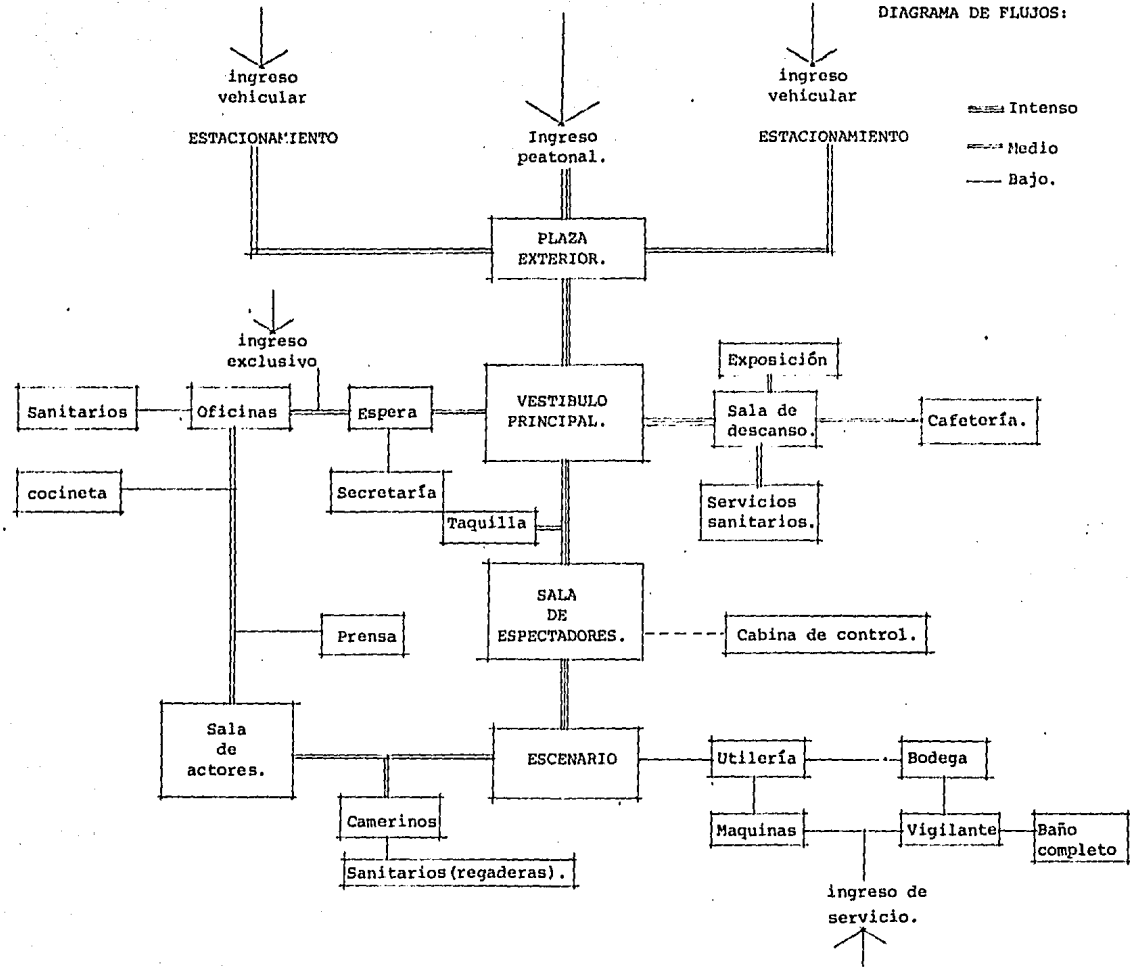 DIAGRAMA DE FLUJOS:
ingreso
vehicular
ESTACIONAMIENTO
Ingreso
peatonal.
ingreso
vehicular
ESTACIONAMIENTO
Intenso
Medio
Bajo.
PLAZA
EXTERIOR.
ingreso
exclusivo
Sanitarios
Oficinas
Espera
VESTIBULO
PRINCIPAL.
Exposición
Sala de
descanso.
Cafetería.
cocineta
Secretaría
Taquilla
Servicios
sanitarios.
SALA
DE
ESPECTADORES.
Prensa
Cabina de control.
Sala
de
actores.
ESCENARIO
Utilería
Bodega
Camerinos
Sanitarios(regaderas).
Maquinas
Vigilante
Baño
completo
ingreso de
servicio.